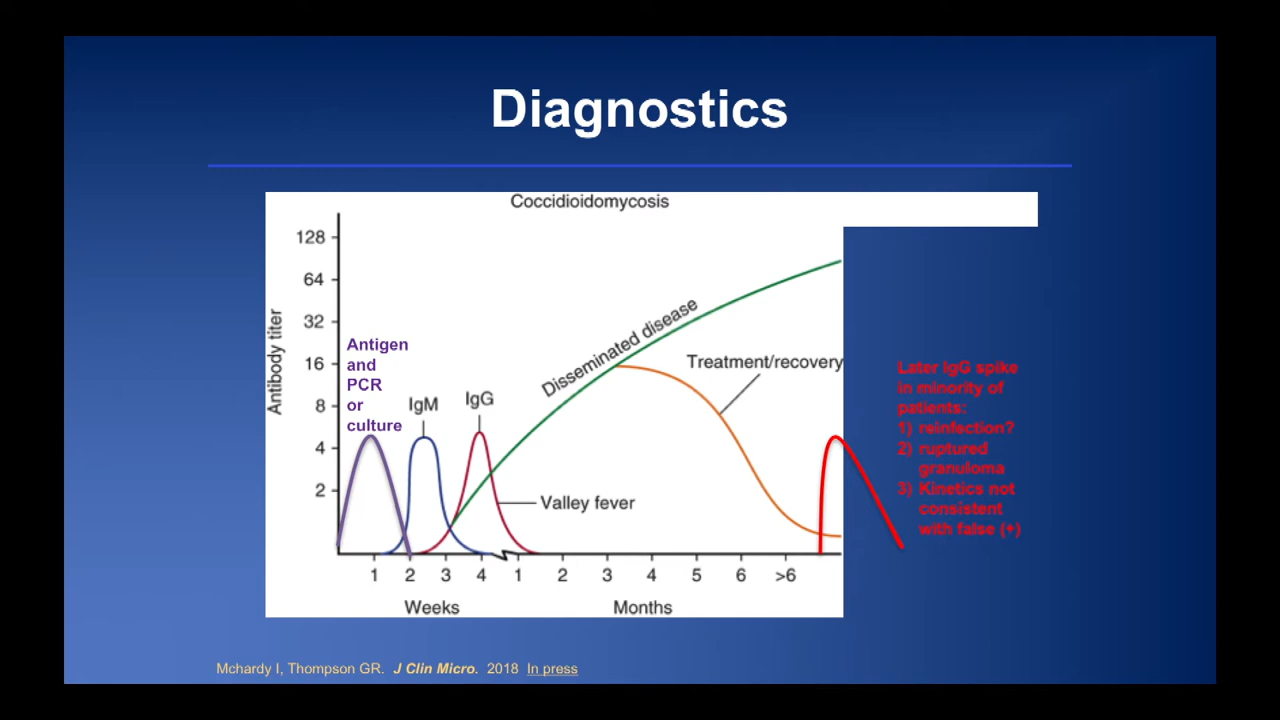 Diagnostics
Coccidioidomycosis
Antibody titer
128
64
32
16
8
4
2
Antigen
and
PCR
or
culture
IgM
IgG
Disseminated disease
Treatment/recovery
Valley fever
1 2 3 4 1 2 3 4 5 6 >6
Weeks Months
Later IgG spike
in minority of
patients:
1) reinfection?
2) ruptured
granuloma
3) Kinetics not
consistent
with false (+)
Mchardy I, Thompson GR. J Clin Micro. 2018 In press